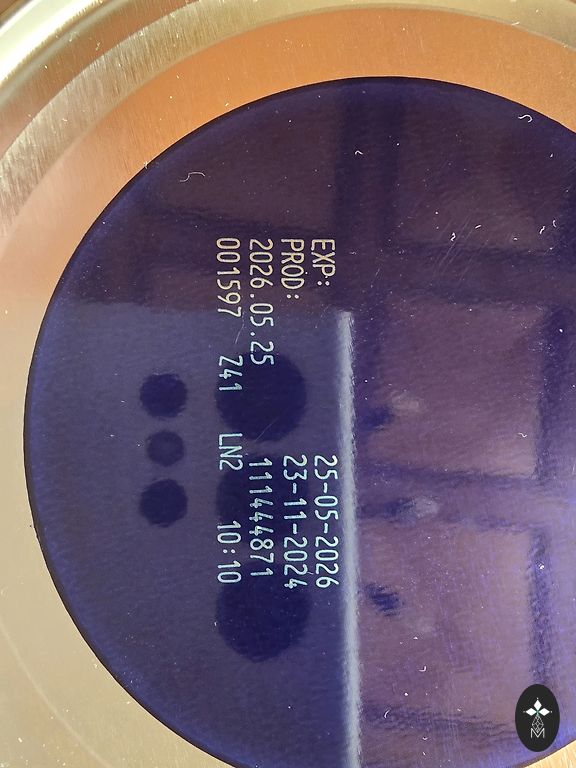 EXP: 25-05-2026
PROD: 23-11-2024
2026.05.25 111444871
001597 Z41 LN2 10:10
M